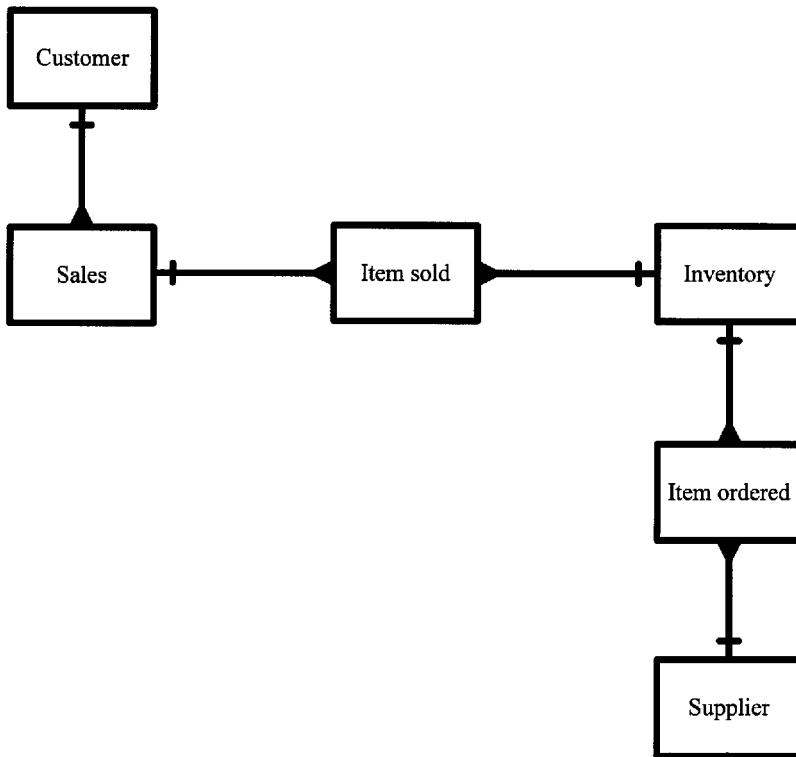 Customer
Sales
Item sold
Inventory
Item ordered
Supplier